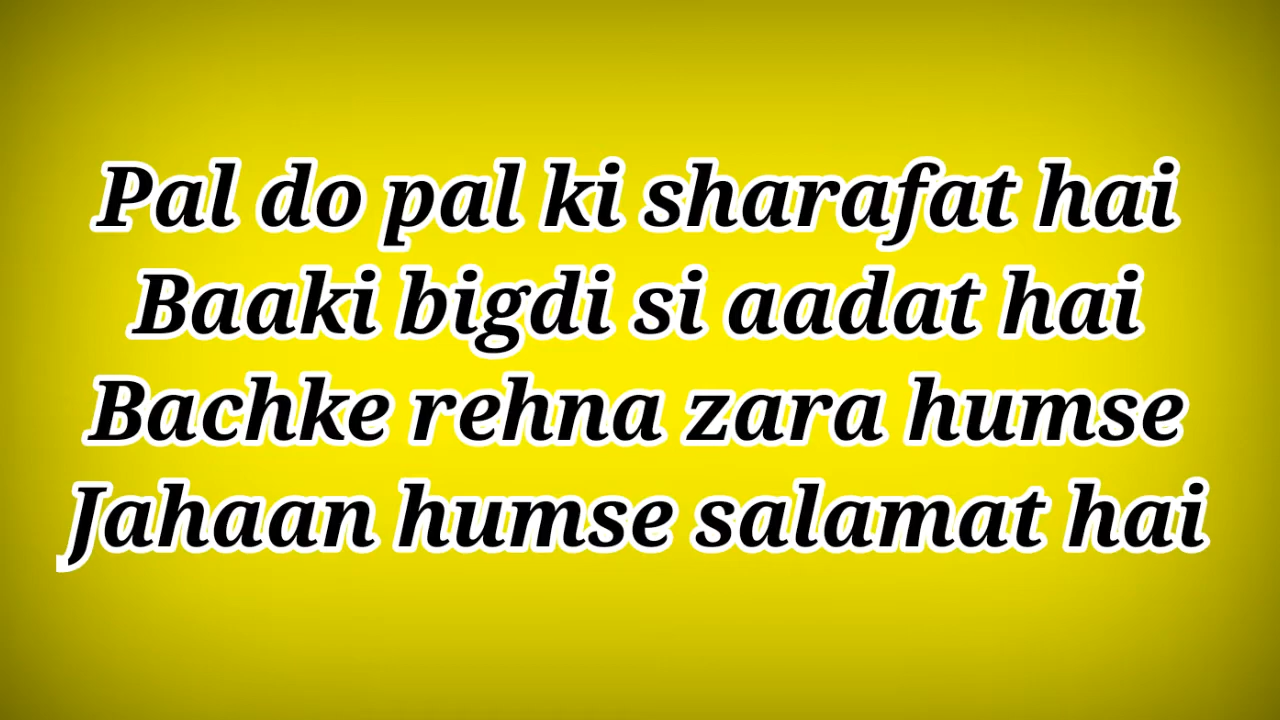 Pal do pal ki sharafat hai
Baaki bigdi si aadat hai
Bachke rehna zara humse
Jahaan humse salamat hai